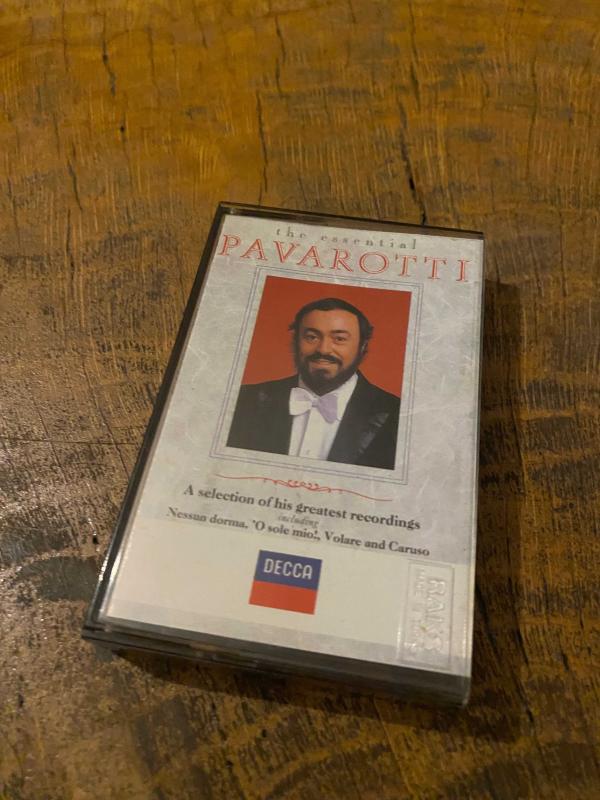 the essential
PAVAROTTI
A selection of his greatest recordings
including
Nessun dorma, 'O sole mio!, Volare and Caruso
DECCA